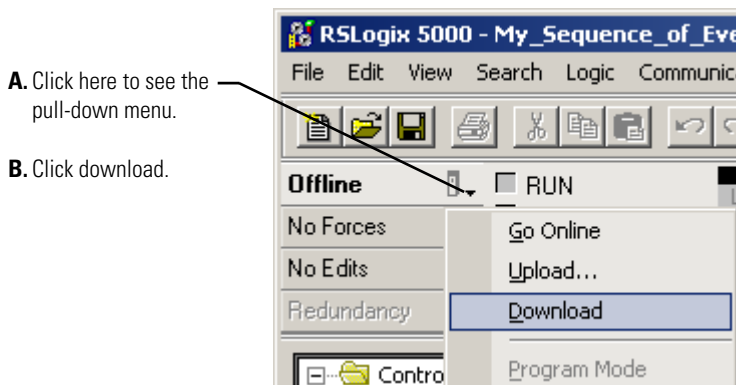 A. Click here to see the
pull-down menu.
B. Click download.
RSLogix 5000 - My_Sequence_of_Eve
File Edit View Search Logic Communic
Offline
RUN
No Forces
No Edits
Redundancy
Go Online
Upload...
Download
Program Mode
Contro